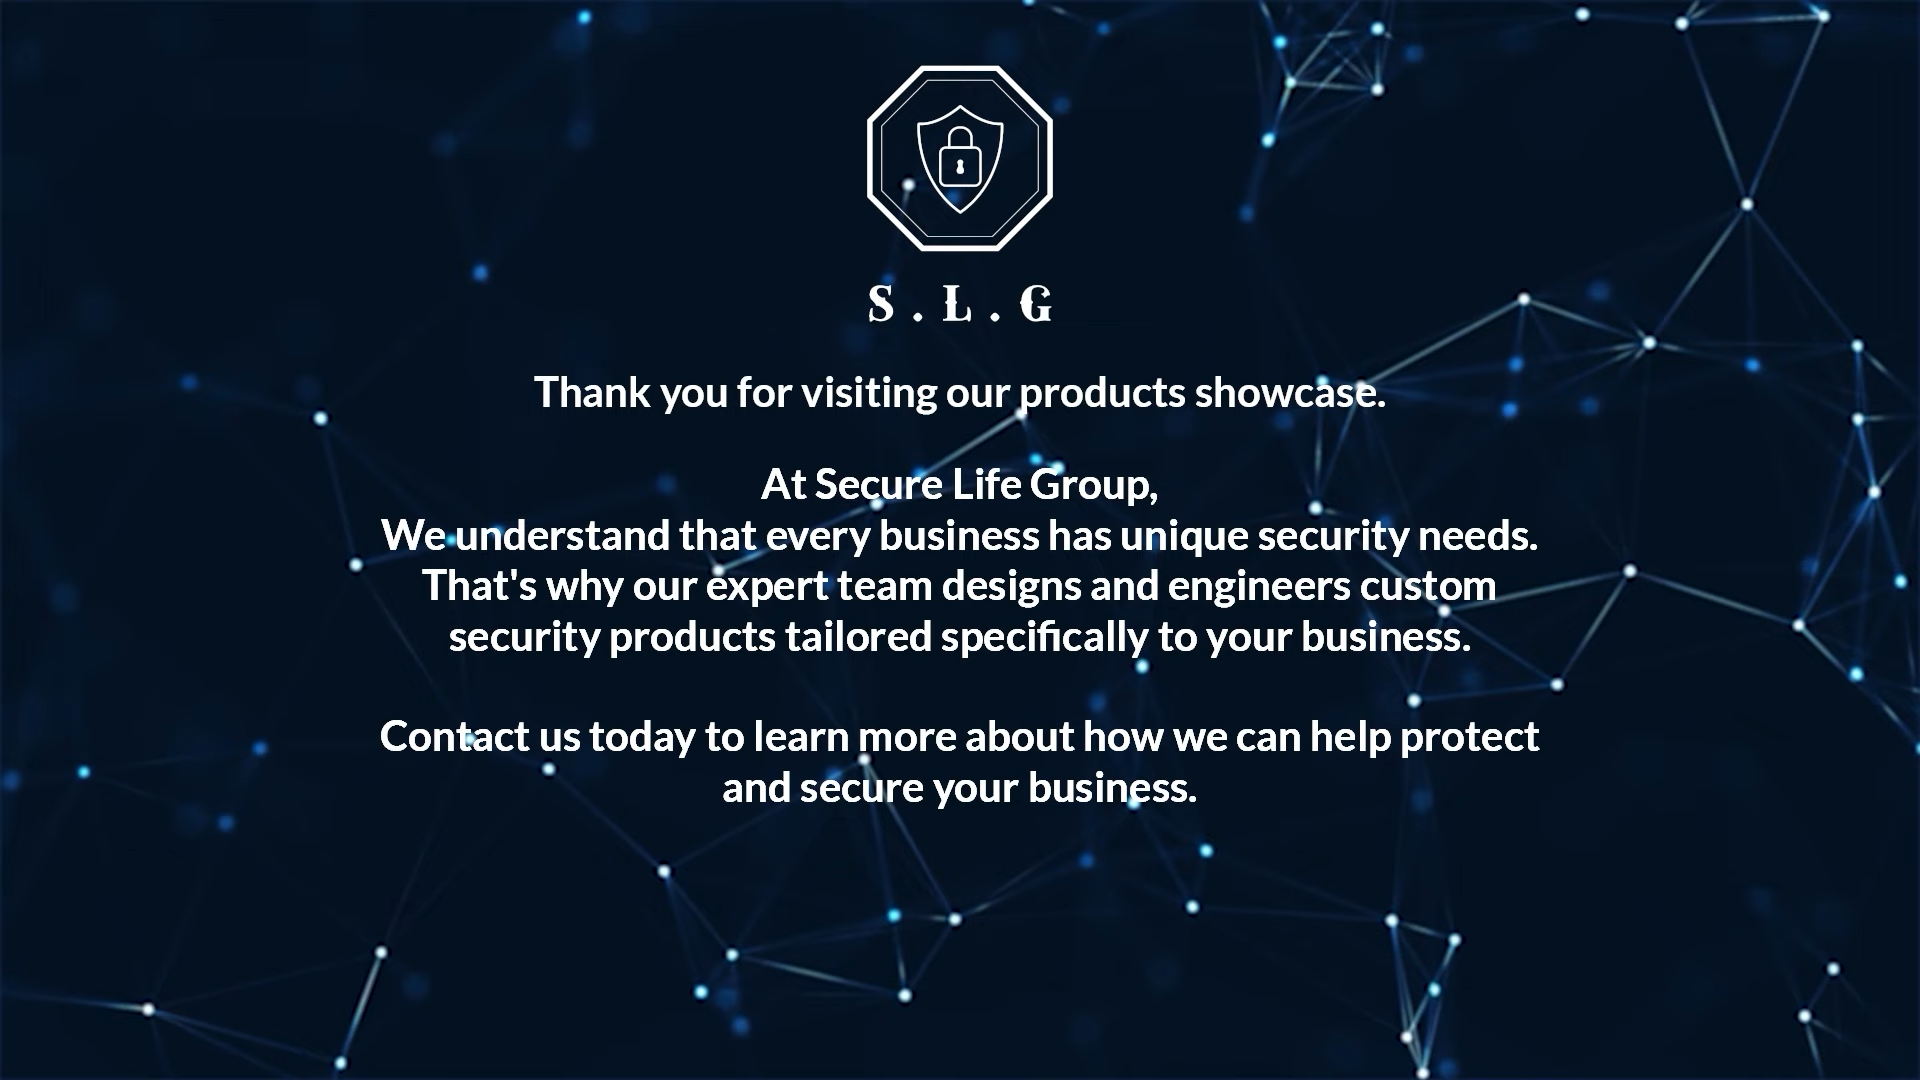 S . L . G
Thank you for visiting our products showcase.
At Secure Life Group,
We understand that every business has unique security needs.
That's why our expert team designs and engineers custom
security products tailored specifically to your business.
Contact us today to learn more about how we can help protect
and secure your business.